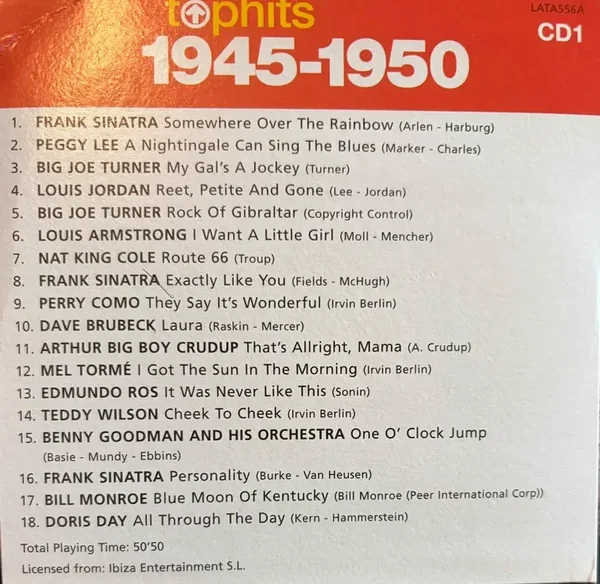 LATA556A
tophits
CD1
1945-1950
1. FRANK SINATRA Somewhere Over The Rainbow (Arlen - Harburg)
2. PEGGY LEE A Nightingale Can Sing The Blues (Marker - Charles)
3. BIG JOE TURNER My Gal's A Jockey (Turner)
4. LOUIS JORDAN Reet, Petite And Gone (Lee - Jordan)
5. BIG JOE TURNER Rock Of Gibraltar (Copyright Control)
6. LOUIS ARMSTRONG I Want A Little Girl (Moll - Mencher)
7. NAT KING COLE Route 66 (Troup)
8. FRANK SINATRA Exactly Like You (Fields - McHugh)
9. PERRY COMO They Say It's Wonderful (Irvin Berlin)
10. DAVE BRUBECK Laura (Raskin - Mercer)
11. ARTHUR BIG BOY CRUDUP That's Allright, Mama (A. Crudup)
12. MEL TORMÉ I Got The Sun In The Morning (Irvin Berlin)
13. EDMUNDO ROS It Was Never Like This (Sonin)
14. TEDDY WILSON Cheek To Cheek (Irvin Berlin)
15. BENNY GOODMAN AND HIS ORCHESTRA One O' Clock Jump
(Basie - Mundy - Ebbins)
16. FRANK SINATRA Personality (Burke - Van Heusen)
17. BILL MONROE Blue Moon Of Kentucky (Bill Monroe (Peer International Corp))
18. DORIS DAY All Through The Day (Kern - Hammerstein)
Total Playing Time: 50'50
Licensed from: Ibiza Entertainment S.L.